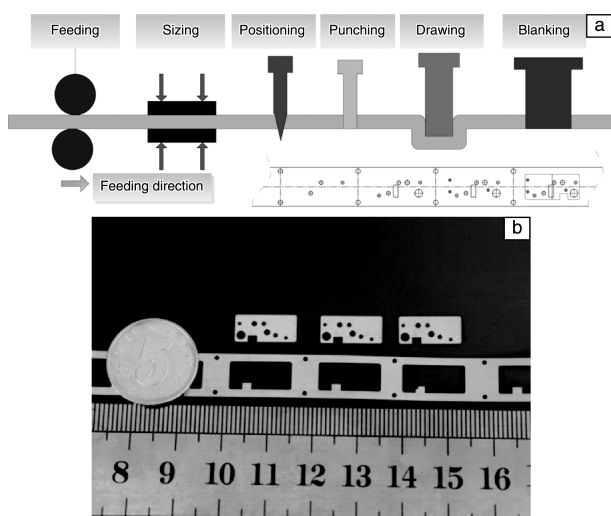 Feeding
Sizing
Positioning
Punching
Drawing
Blanking
a
Feeding direction
b
5
8 9 10 11 12 13 14 15 16